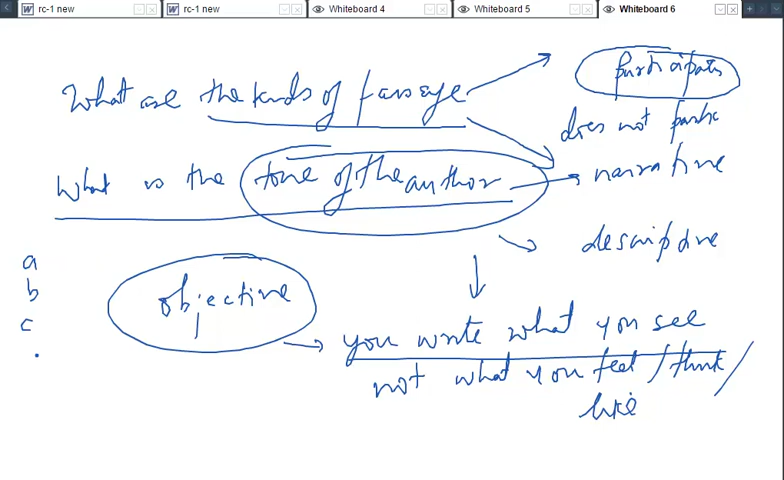 rc-1 new rc-1 new Whiteboard 4 Whiteboard 5 Whiteboard 6
What are the kinds of passage
participates
does not partic
What is the tone of the author
narrative
descriptive
a
b
c
.
objective
you write what you see
not what you feel / think /
like